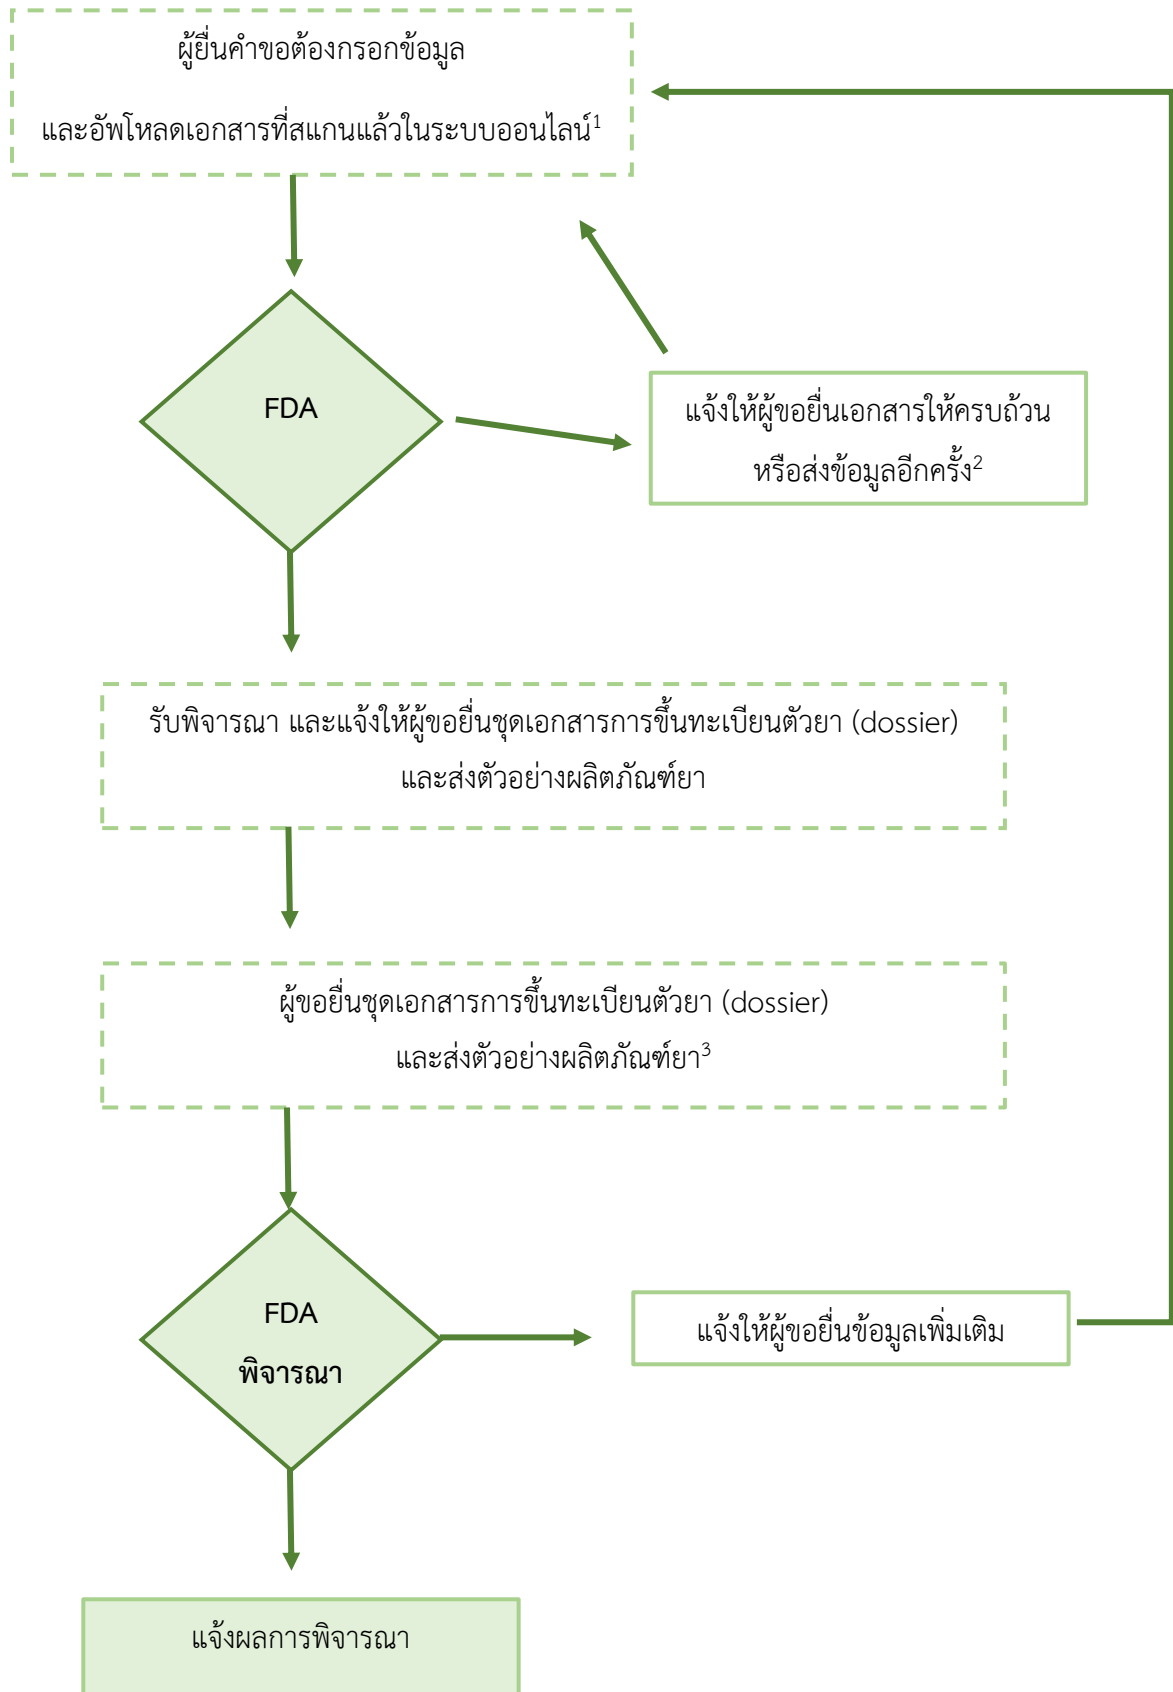 ผู้ยื่นคำขอต้องกรอกข้อมูล
และอัพโหลดเอกสารที่สแกนแล้วในระบบออนไลน์¹
FDA
แจ้งให้ผู้ขอยื่นเอกสารให้ครบถ้วน
หรือส่งข้อมูลอีกครั้ง²
รับพิจารณา และแจ้งให้ผู้ขอยื่นชุดเอกสารการขึ้นทะเบียนตัวยา (dossier)
และส่งตัวอย่างผลิตภัณฑ์ยา
ผู้ขอยื่นชุดเอกสารการขึ้นทะเบียนตัวยา (dossier)
และส่งตัวอย่างผลิตภัณฑ์ยา³
FDA
พิจารณา
แจ้งให้ผู้ขอยื่นข้อมูลเพิ่มเติม
แจ้งผลการพิจารณา